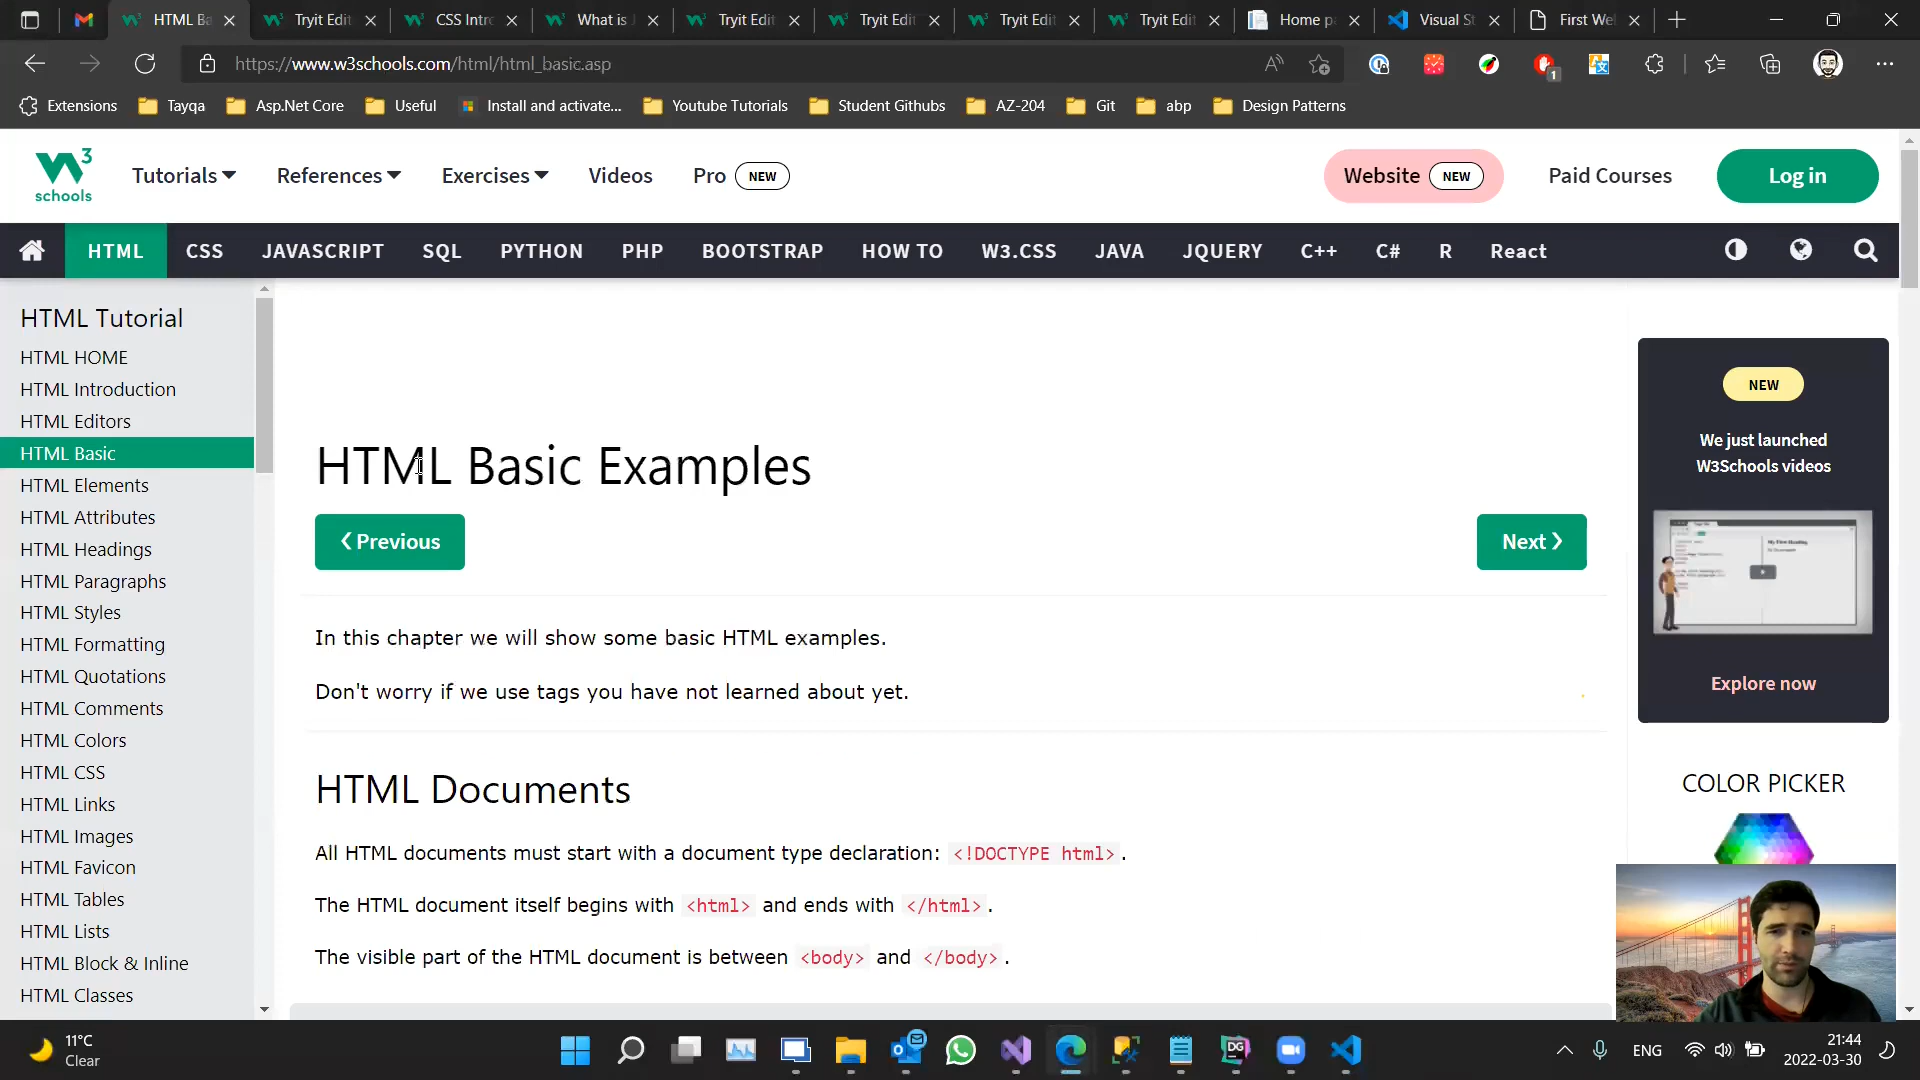 HTML Ba
Tryit Edit
CSS Intro
What is J
Tryit Edit
Tryit Edit
Tryit Edit
Tryit Edit
Home p
Visual St
First We
https://www.w3schools.com/html/html_basic.asp
1
Extensions
Tayqa
Asp.Net Core
Useful
Install and activate...
Youtube Tutorials
Student Githubs
AZ-204
Git
abp
Design Patterns
W3 schools
Tutorials
References
Exercises
Videos
Pro NEW
Website NEW
Paid Courses
Log in
HTML
CSS
JAVASCRIPT
SQL
PYTHON
PHP
BOOTSTRAP
HOW TO
W3.CSS
JAVA
JQUERY
C++
C#
R
React
HTML Tutorial
HTML HOME
HTML Introduction
HTML Editors
HTML Basic
HTML Elements
HTML Attributes
HTML Headings
HTML Paragraphs
HTML Styles
HTML Formatting
HTML Quotations
HTML Comments
HTML Colors
HTML CSS
HTML Links
HTML Images
HTML Favicon
HTML Tables
HTML Lists
HTML Block & Inline
HTML Classes
HTML Basic Examples
❮ Previous
Next ❯
In this chapter we will show some basic HTML examples.
Don't worry if we use tags you have not learned about yet.
HTML Documents
All HTML documents must start with a document type declaration: <!DOCTYPE html>.
The HTML document itself begins with <html> and ends with </html>.
The visible part of the HTML document is between <body> and </body>.
NEW
We just launched
W3Schools videos
Explore now
COLOR PICKER
11°C
Clear
DG
ENG
21:44
2022-03-30